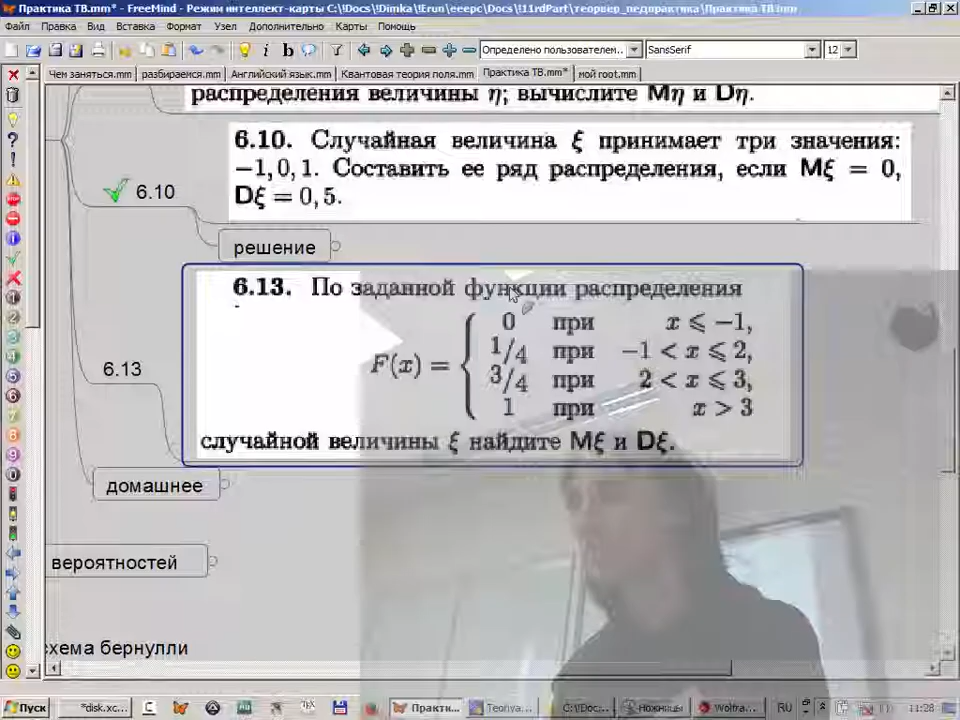 Практика ТВ.mm* - FreeMind - Режим интеллект-карты C:\Docs\Dimka\Erun\eeepc\Docs\11rdPart\теорвер_педпрактика\Практика ТВ.mm
Файл Правка Вид Вставка Формат Узел Дополнительно Карты Помощь
Определено пользователем.. SansSerif 12
Чем заняться.mm разбираемся.mm Английский язык.mm Квантовая теория поля.mm Практика ТВ.mm* мой root.mm
распределения величины η; вычислите Mη и Dη.
6.10. Случайная величина ξ принимает три значения:
−1, 0, 1. Составить ее ряд распределения, если Mξ = 0,
Dξ = 0, 5.
6.10
решение
6.13. По заданной функции распределения
0 при x ⩽ −1,
1/4 при −1 < x ⩽ 2,
F(x) =
3/4 при 2 < x ⩽ 3,
1 при x > 3
6.13
случайной величины ξ найдите Mξ и Dξ.
домашнее
вероятностей
схема бернулли
Пуск *disk.xc... Практи... Teoriya... C:\Doc... Ножницы Wolfra... RU 11:28